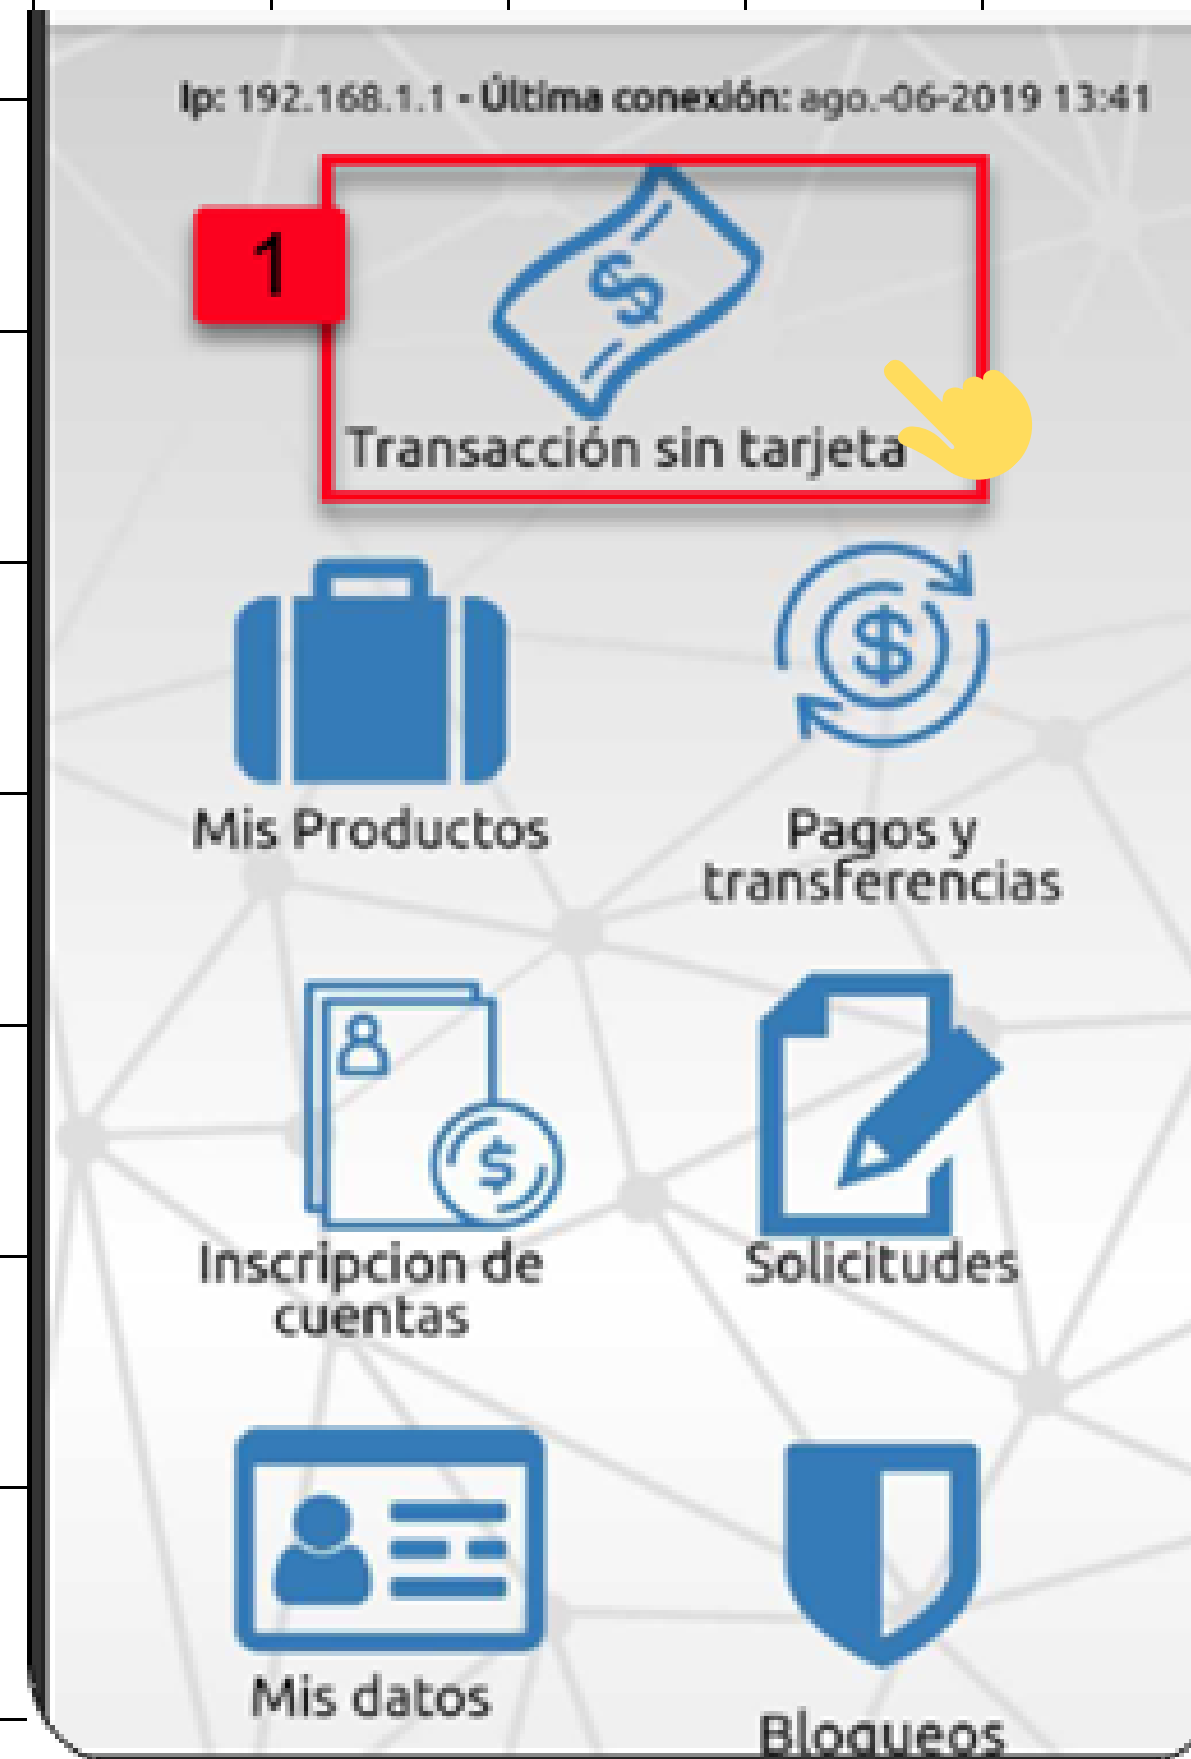 Ip: 192.168.1.1 - Última conexión: ago.-06-2019 13:41
1
Transacción sin tarjeta
Mis Productos
Pagos y
transferencias
Inscripcion de
cuentas
Solicitudes
Mis datos
Bloqueos